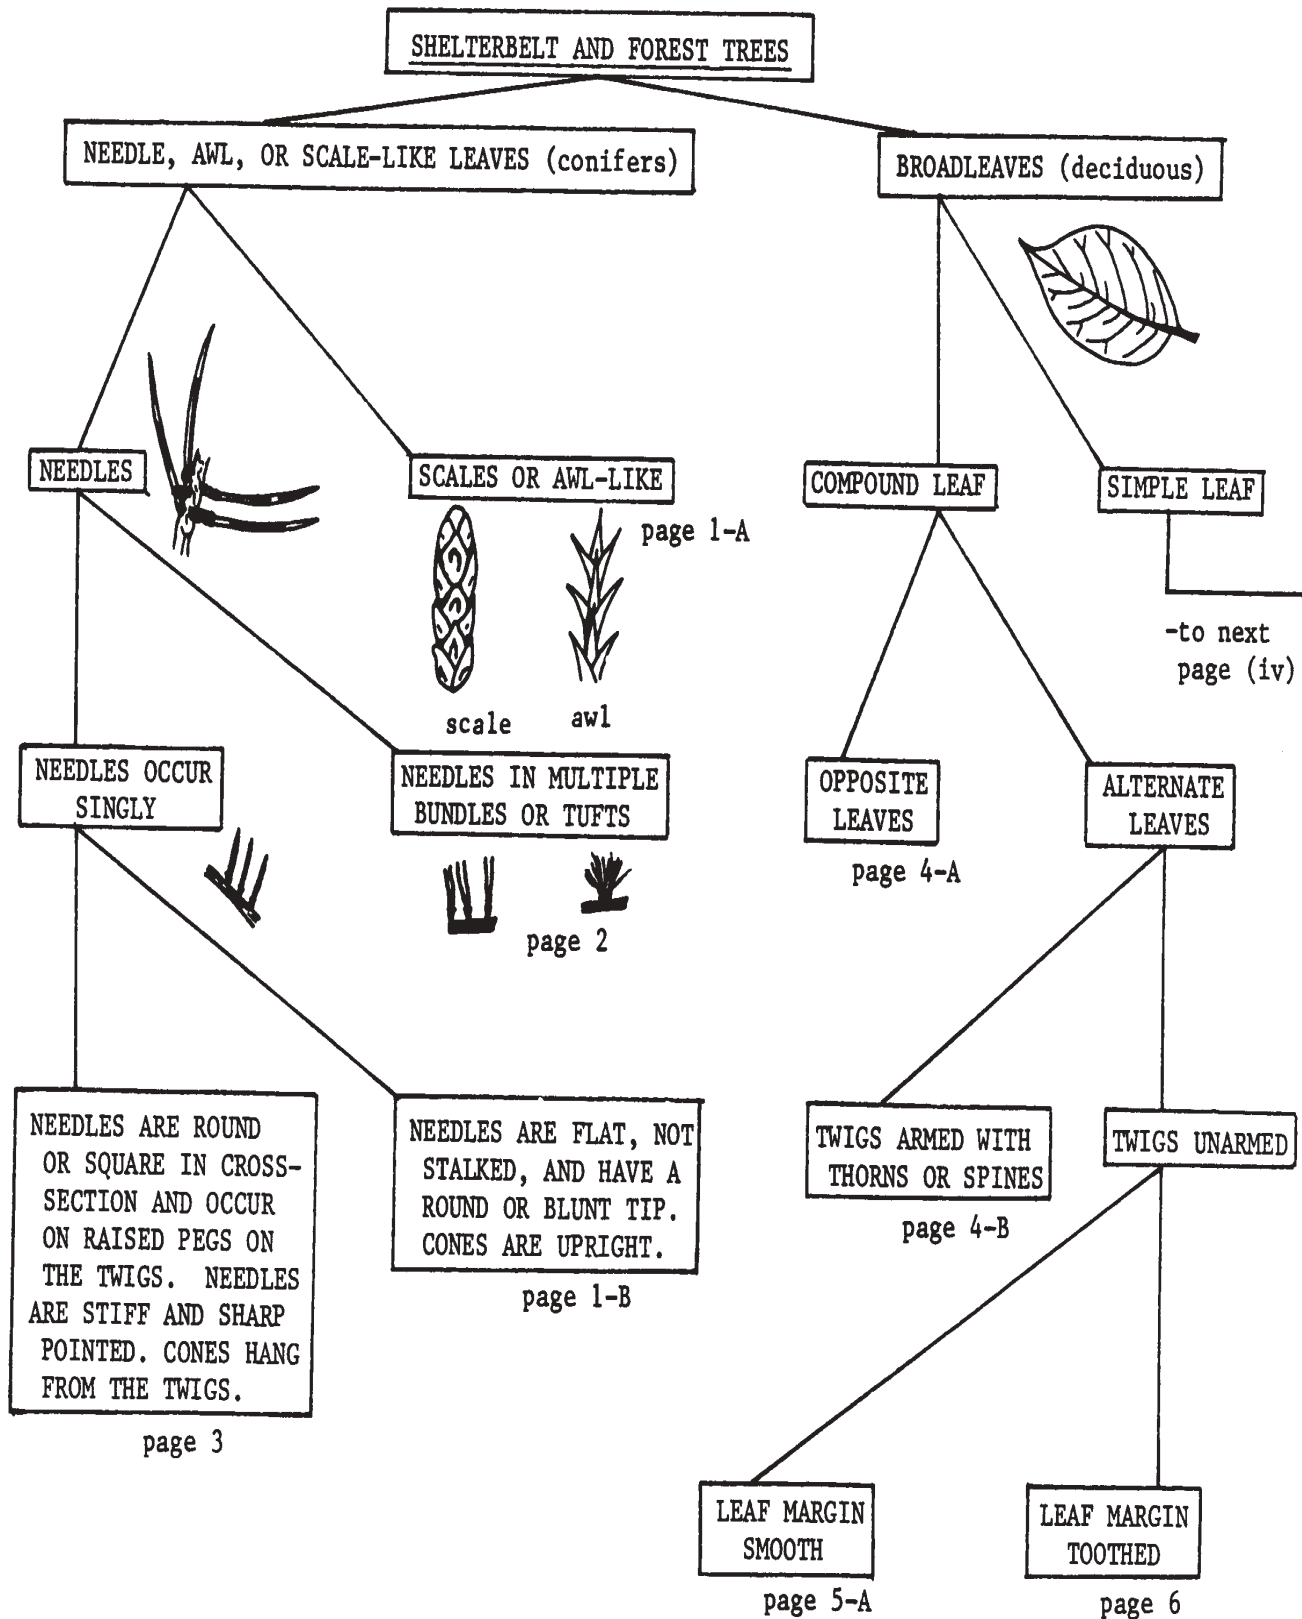 SHELTERBELT AND FOREST TREES
NEEDLE, AWL, OR SCALE-LIKE LEAVES (conifers)
BROADLEAVES (deciduous)
NEEDLES
SCALES OR AWL-LIKE
page 1-A
scale
awl
COMPOUND LEAF
SIMPLE LEAF
-to next
page (iv)
NEEDLES OCCUR
SINGLY
NEEDLES IN MULTIPLE
BUNDLES OR TUFTS
page 2
OPPOSITE
LEAVES
page 4-A
ALTERNATE
LEAVES
NEEDLES ARE ROUND
OR SQUARE IN CROSS-
SECTION AND OCCUR
ON RAISED PEGS ON
THE TWIGS. NEEDLES
ARE STIFF AND SHARP
POINTED. CONES HANG
FROM THE TWIGS.
page 3
NEEDLES ARE FLAT, NOT
STALKED, AND HAVE A
ROUND OR BLUNT TIP.
CONES ARE UPRIGHT.
page 1-B
TWIGS ARMED WITH
THORNS OR SPINES
page 4-B
TWIGS UNARMED
LEAF MARGIN
SMOOTH
page 5-A
LEAF MARGIN
TOOTHED
page 6